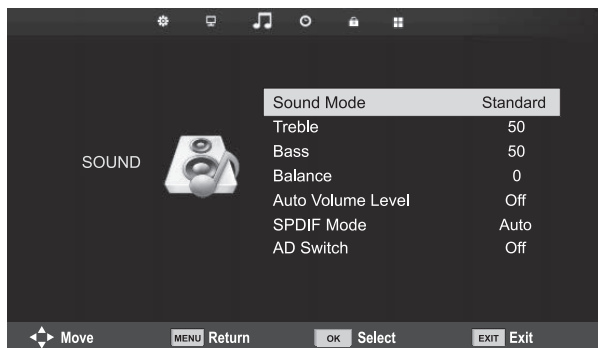 Sound Mode Standard
Treble 50
Bass 50
SOUND
Balance 0
Auto Volume Level Off
SPDIF Mode Auto
AD Switch Off
Move MENU Return OK Select EXIT Exit